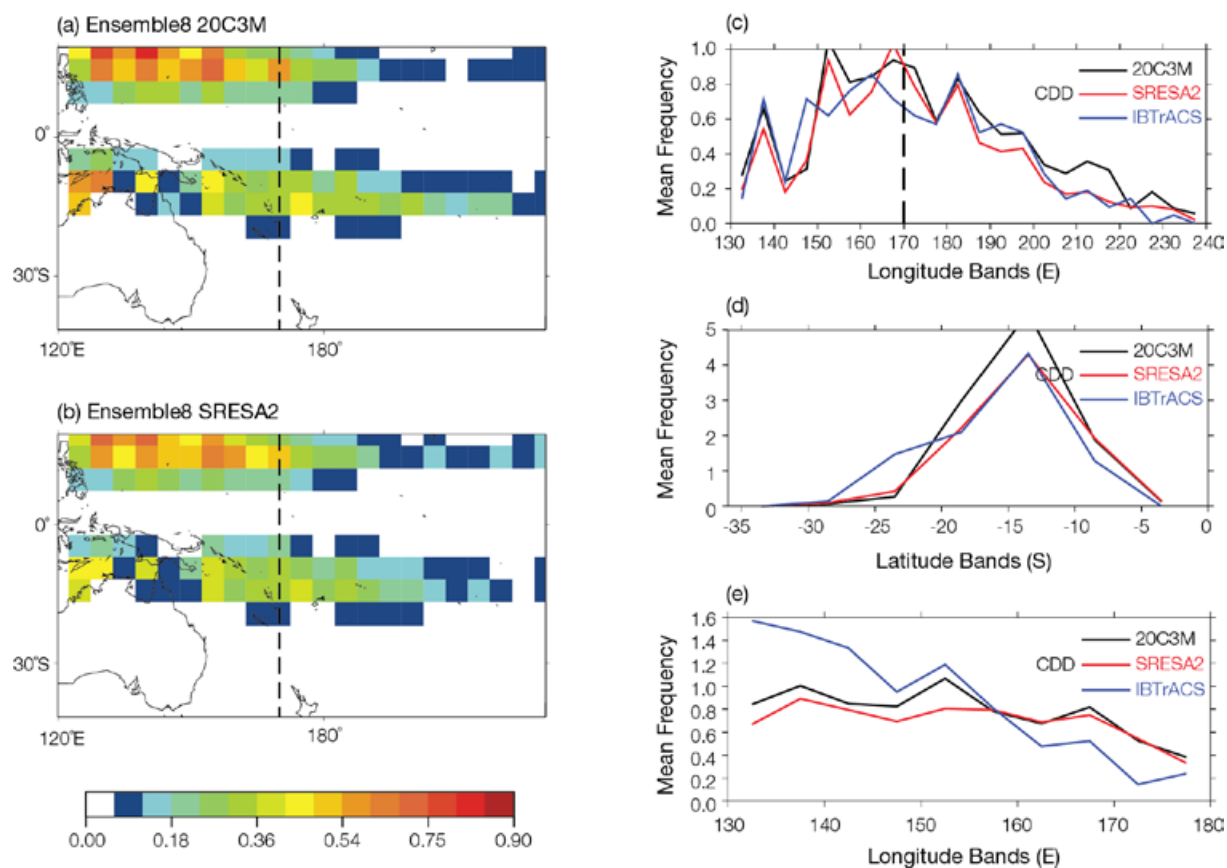 (a) Ensemble8 20C3M
0°
30°S
120°E
180°
(b) Ensemble8 SRESA2
0°
30°S
120°E
180°
0.00 0.18 0.36 0.54 0.75 0.90
(c)
Mean Frequency
1.0
0.8
0.6
0.4
0.2
0.0
20C3M
CDD SRESA2
IBTrACS
130 140 150 160 170 180 190 200 210 220 230 240
Longitude Bands (E)
(d)
Mean Frequency
5
4
3
2
1
0
20C3M
CDD SRESA2
IBTrACS
-35 -30 -25 -20 -15 -10 -5 0
Latitude Bands (S)
(e)
Mean Frequency
1.6
1.4
1.2
1.0
0.8
0.6
0.4
0.2
0.0
20C3M
CDD SRESA2
IBTrACS
130 140 150 160 170 180
Longitude Bands (E)